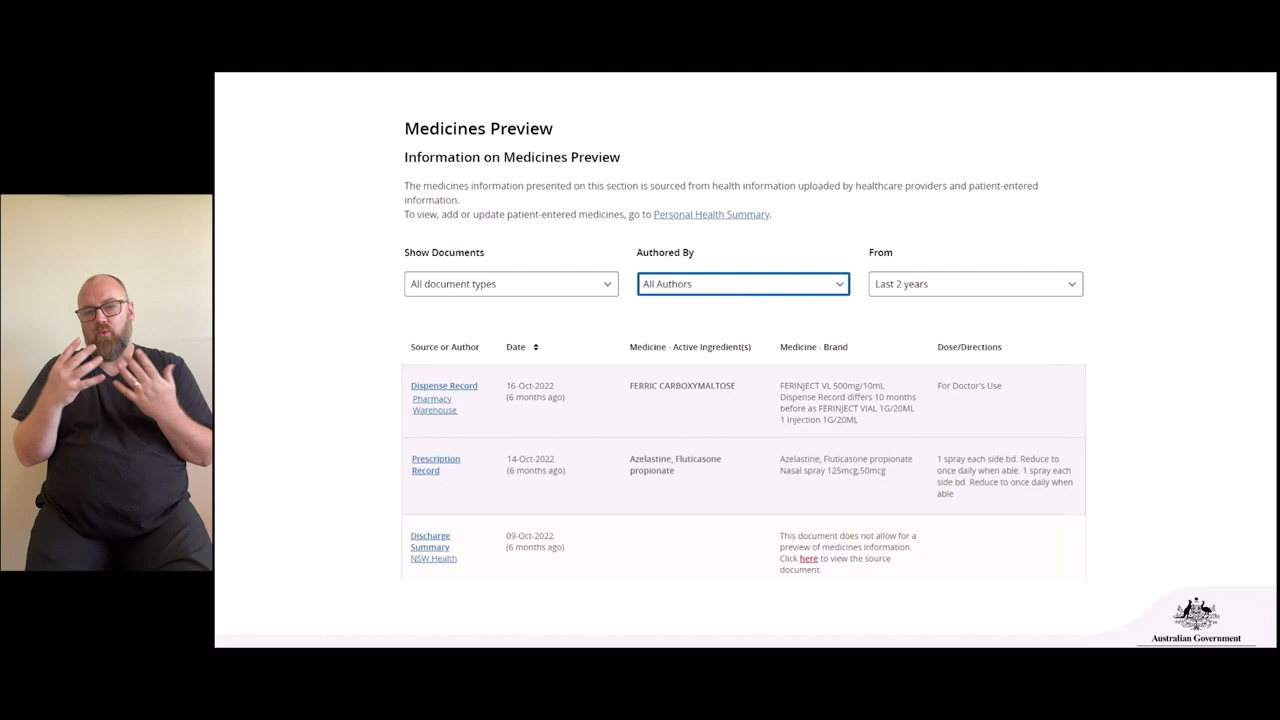 Medicines Preview
Information on Medicines Preview
The medicines information presented on this section is sourced from health information uploaded by healthcare providers and patient-entered
information.
To view, add or update patient-entered medicines, go to Personal Health Summary.
Show Documents
Authored By
From
All document types
All Authors
Last 2 years
Source or Author
Date
Medicine - Active Ingredient(s)
Medicine - Brand
Dose/Directions
Dispense Record
Pharmacy
Warehouse
16-Oct-2022
(6 months ago)
FERRIC CARBOXYMALTOSE
FERINJECT VL 500mg/10mL
Dispense Record differs 10 months
before as FERINJECT VIAL 1G/20ML
1 Injection 1G/20ML
For Doctor's Use
Prescription
Record
14-Oct-2022
(6 months ago)
Azelastine, Fluticasone
propionate
Azelastine, Fluticasone propionate
Nasal spray 125mcg,50mcg
1 spray each side bd. Reduce to
once daily when able. 1 spray each
side bd. Reduce to once daily when
able
Discharge
Summary
NSW Health
09-Oct-2022
(6 months ago)
This document does not allow for a
preview of medicines information.
Click here to view the source
document.
Australian Government